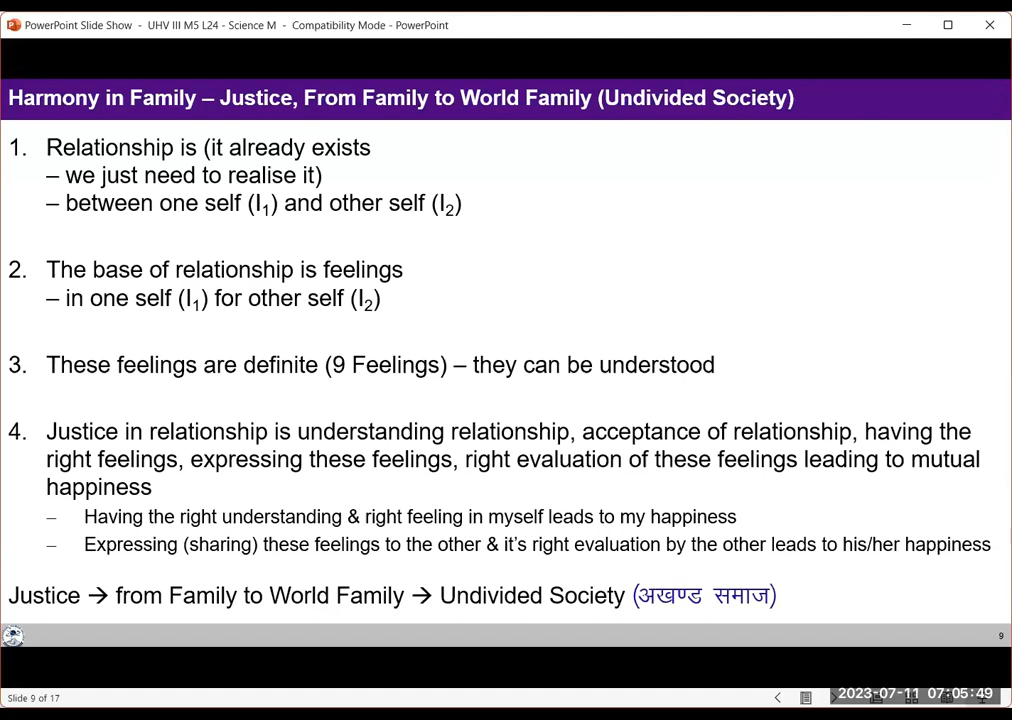 PowerPoint Slide Show - UHV III M5 L24 - Science M - Compatibility Mode - PowerPoint
Harmony in Family – Justice, From Family to World Family (Undivided Society)
1. Relationship is (it already exists
– we just need to realise it)
– between one self (I₁) and other self (I₂)
2. The base of relationship is feelings
– in one self (I₁) for other self (I₂)
3. These feelings are definite (9 Feelings) – they can be understood
4. Justice in relationship is understanding relationship, acceptance of relationship, having the
right feelings, expressing these feelings, right evaluation of these feelings leading to mutual
happiness
– Having the right understanding & right feeling in myself leads to my happiness
– Expressing (sharing) these feelings to the other & it's right evaluation by the other leads to his/her happiness
Justice → from Family to World Family → Undivided Society (अखण्ड समाज)
9
Slide 9 of 17
2023-07-11 07:05:49